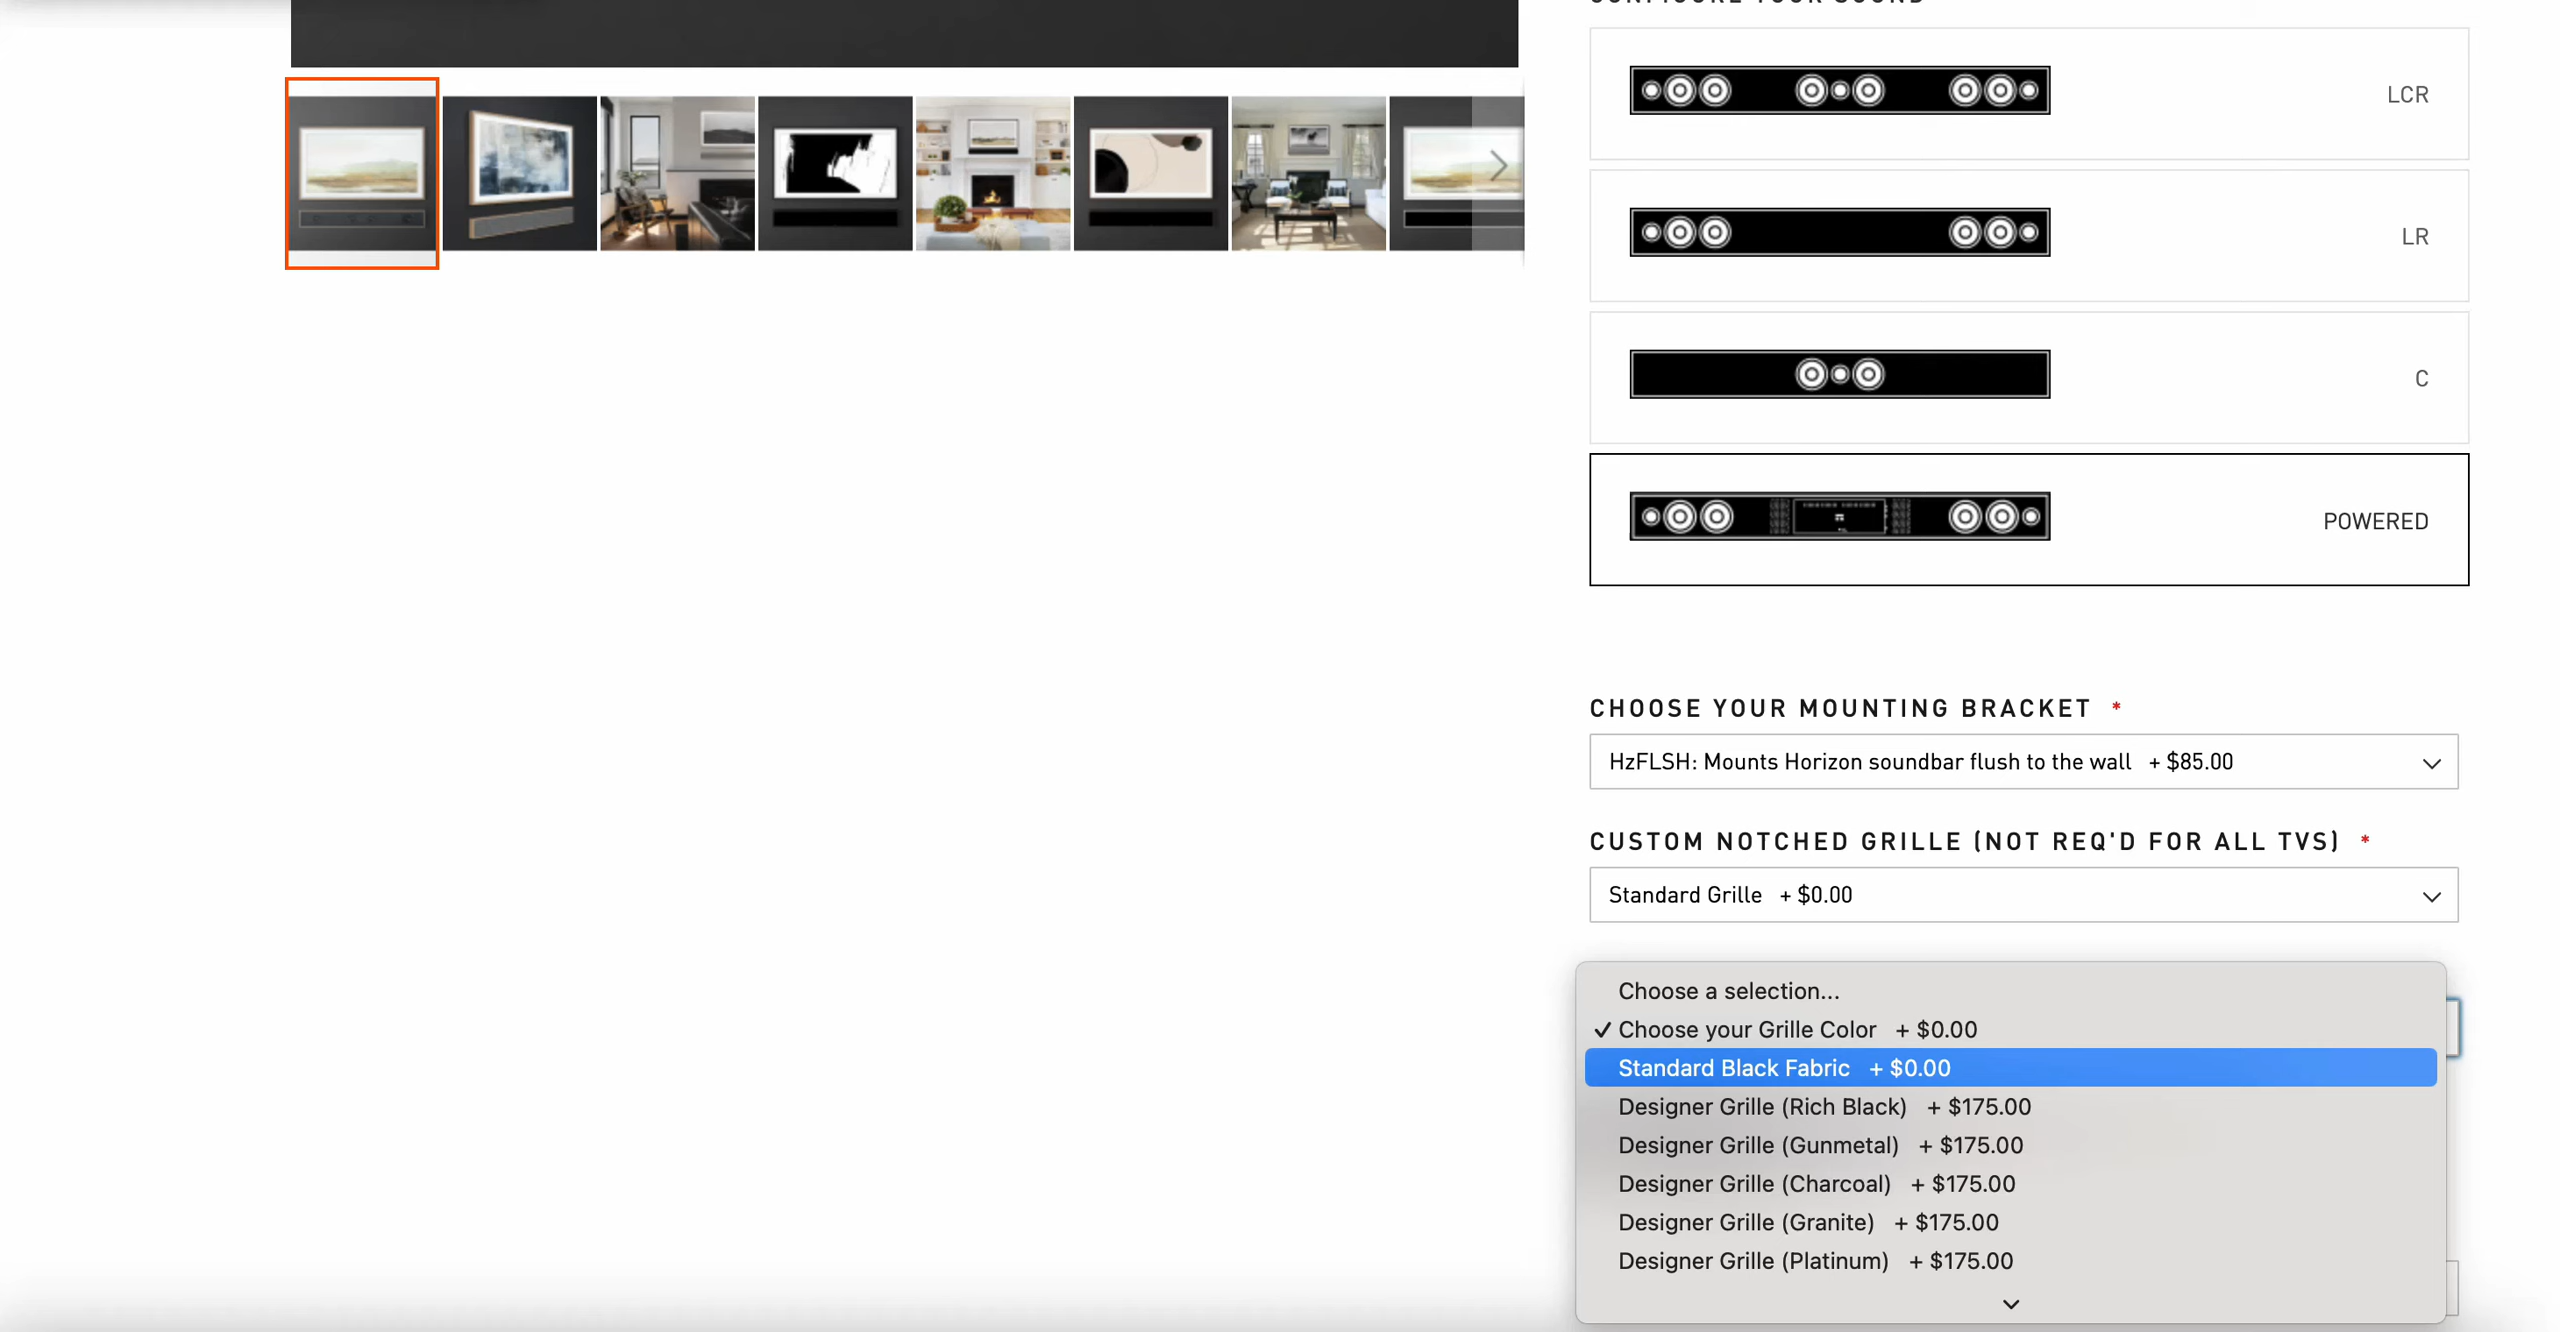 CONFIGURE YOUR SOUND
LCR
LR
C
POWERED
CHOOSE YOUR MOUNTING BRACKET *
HzFLSH: Mounts Horizon soundbar flush to the wall + $85.00
CUSTOM NOTCHED GRILLE (NOT REQ'D FOR ALL TVS) *
Standard Grille + $0.00
Choose a selection...
✓ Choose your Grille Color + $0.00
Standard Black Fabric + $0.00
Designer Grille (Rich Black) + $175.00
Designer Grille (Gunmetal) + $175.00
Designer Grille (Charcoal) + $175.00
Designer Grille (Granite) + $175.00
Designer Grille (Platinum) + $175.00